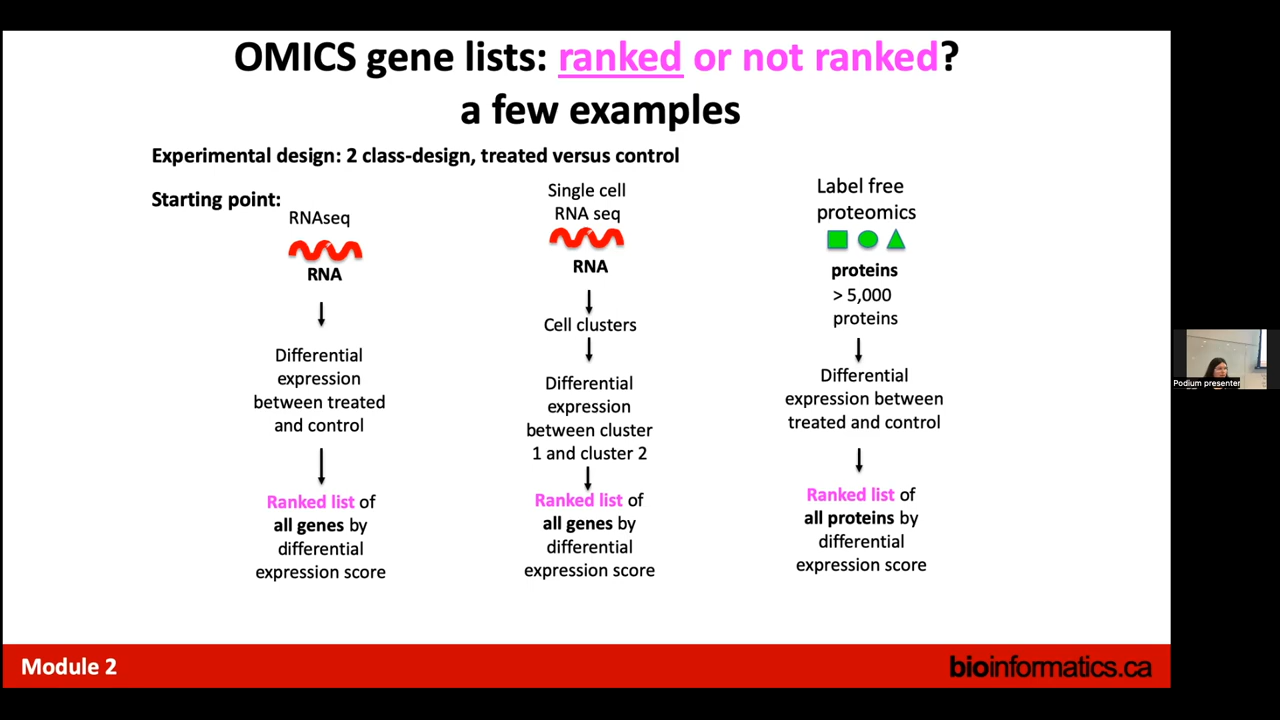 OMICS gene lists: ranked or not ranked?
a few examples
Experimental design: 2 class-design, treated versus control
Starting point:
RNAseq
RNA
Differential
expression
between treated
and control
Ranked list of
all genes by
differential
expression score
Single cell
RNA seq
RNA
Cell clusters
Differential
expression
between cluster
1 and cluster 2
Ranked list of
all genes by
differential
expression score
Label free
proteomics
proteins
> 5,000
proteins
Differential
expression between
treated and control
Ranked list of
all proteins by
differential
expression score
Podium presenter
Module 2
bioinformatics.ca